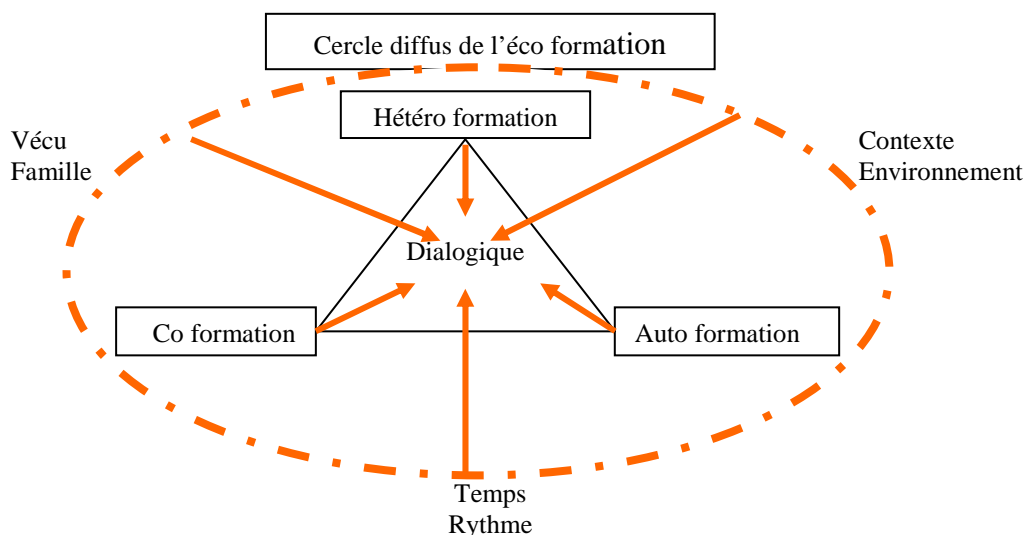 Cercle diffus de l'éco formation
Hétéro formation
Vécu
Famille
Contexte
Environnement
Dialogique
Co formation
Auto formation
Temps
Rythme